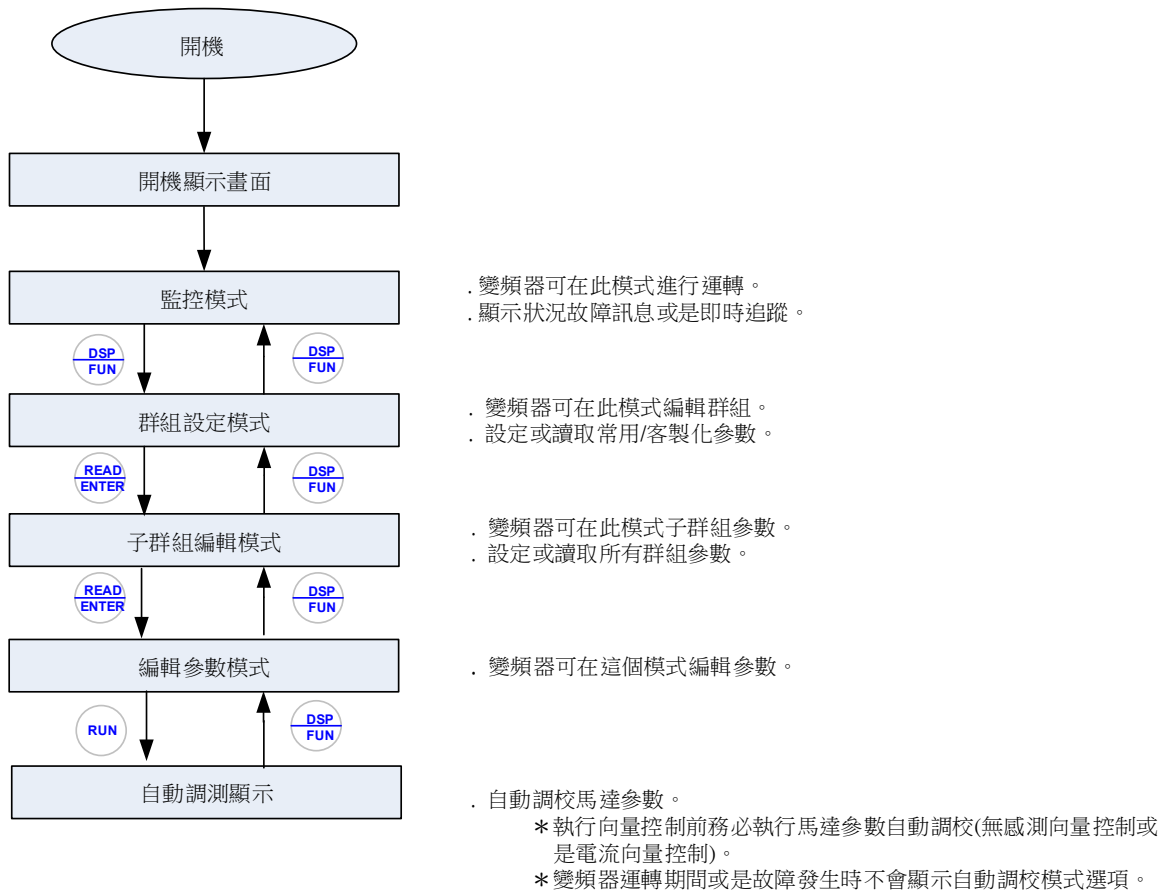 開機
開機顯示畫面
監控模式
. 變頻器可在此模式進行運轉。
. 顯示狀況故障訊息或是即時追蹤。
DSP
FUN
DSP
FUN
群組設定模式
. 變頻器可在此模式編輯群組。
. 設定或讀取常用/客製化參數。
READ
ENTER
DSP
FUN
子群組編輯模式
. 變頻器可在此模式子群組參數。
. 設定或讀取所有群組參數。
READ
ENTER
DSP
FUN
編輯參數模式
. 變頻器可在這個模式編輯參數。
RUN
DSP
FUN
自動調測顯示
. 自動調校馬達參數。
＊執行向量控制前務必執行馬達參數自動調校(無感測向量控制或
是電流向量控制)。
＊變頻器運轉期間或是故障發生時不會顯示自動調校模式選項。